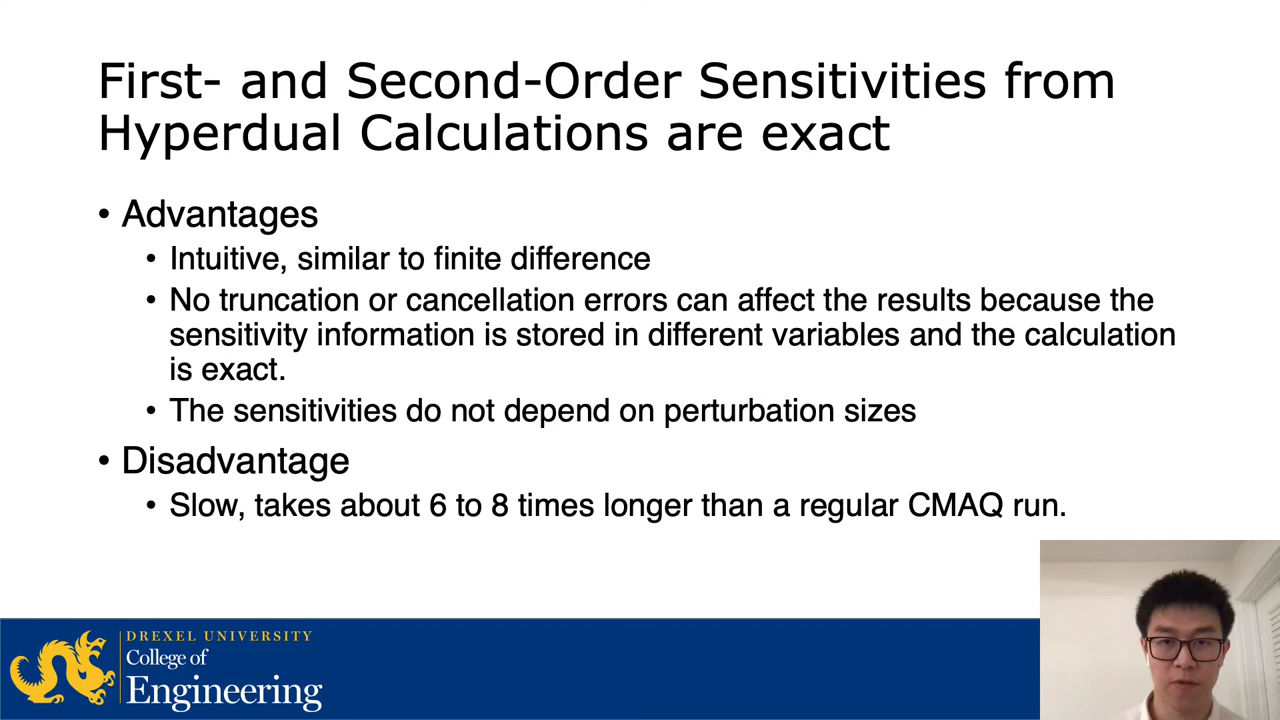 First- and Second-Order Sensitivities from
Hyperdual Calculations are exact
• Advantages
• Intuitive, similar to finite difference
• No truncation or cancellation errors can affect the results because the
sensitivity information is stored in different variables and the calculation
is exact.
• The sensitivities do not depend on perturbation sizes
• Disadvantage
• Slow, takes about 6 to 8 times longer than a regular CMAQ run.
DREXEL UNIVERSITY
College of
Engineering